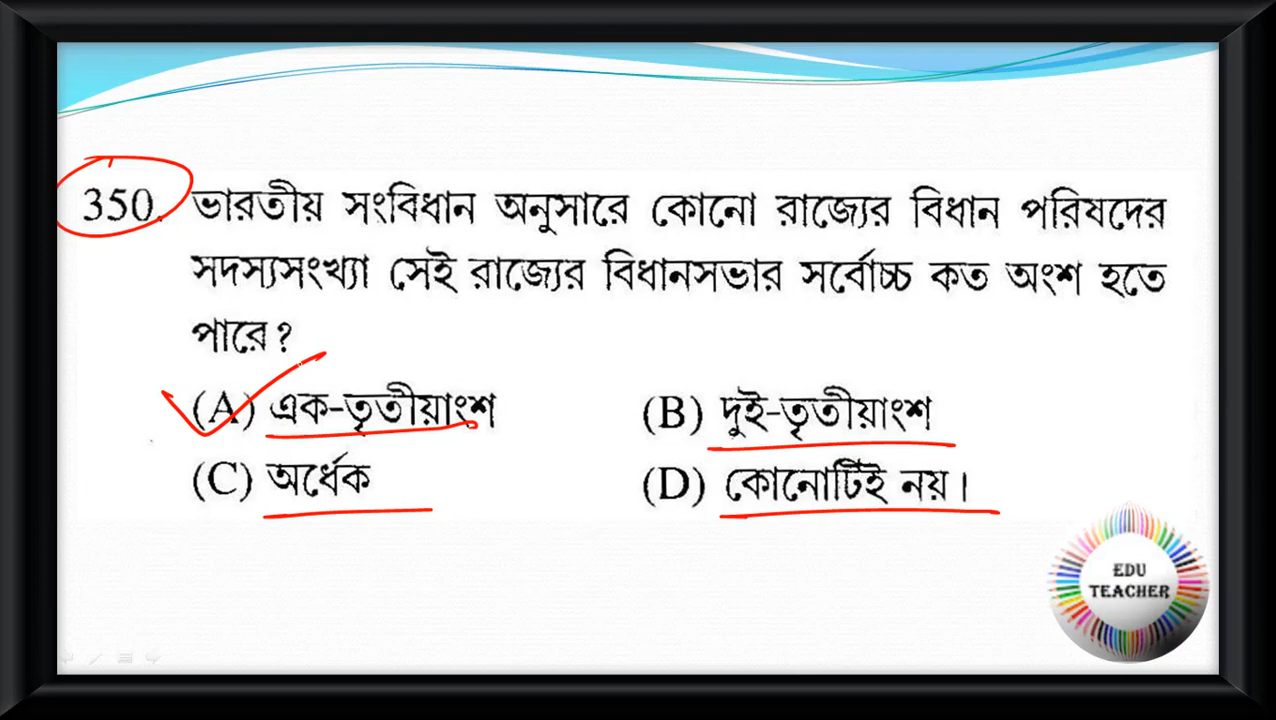 350. ভারতীয় সংবিধান অনুসারে কোনো রাজ্যের বিধান পরিষদের
সদস্যসংখ্যা সেই রাজ্যের বিধানসভার সর্বোচ্চ কত অংশ হতে
পারে?
(A) এক-তৃতীয়াংশ (B) দুই-তৃতীয়াংশ
(C) অর্ধেক (D) কোনোটিই নয়।
EDU
TEACHER